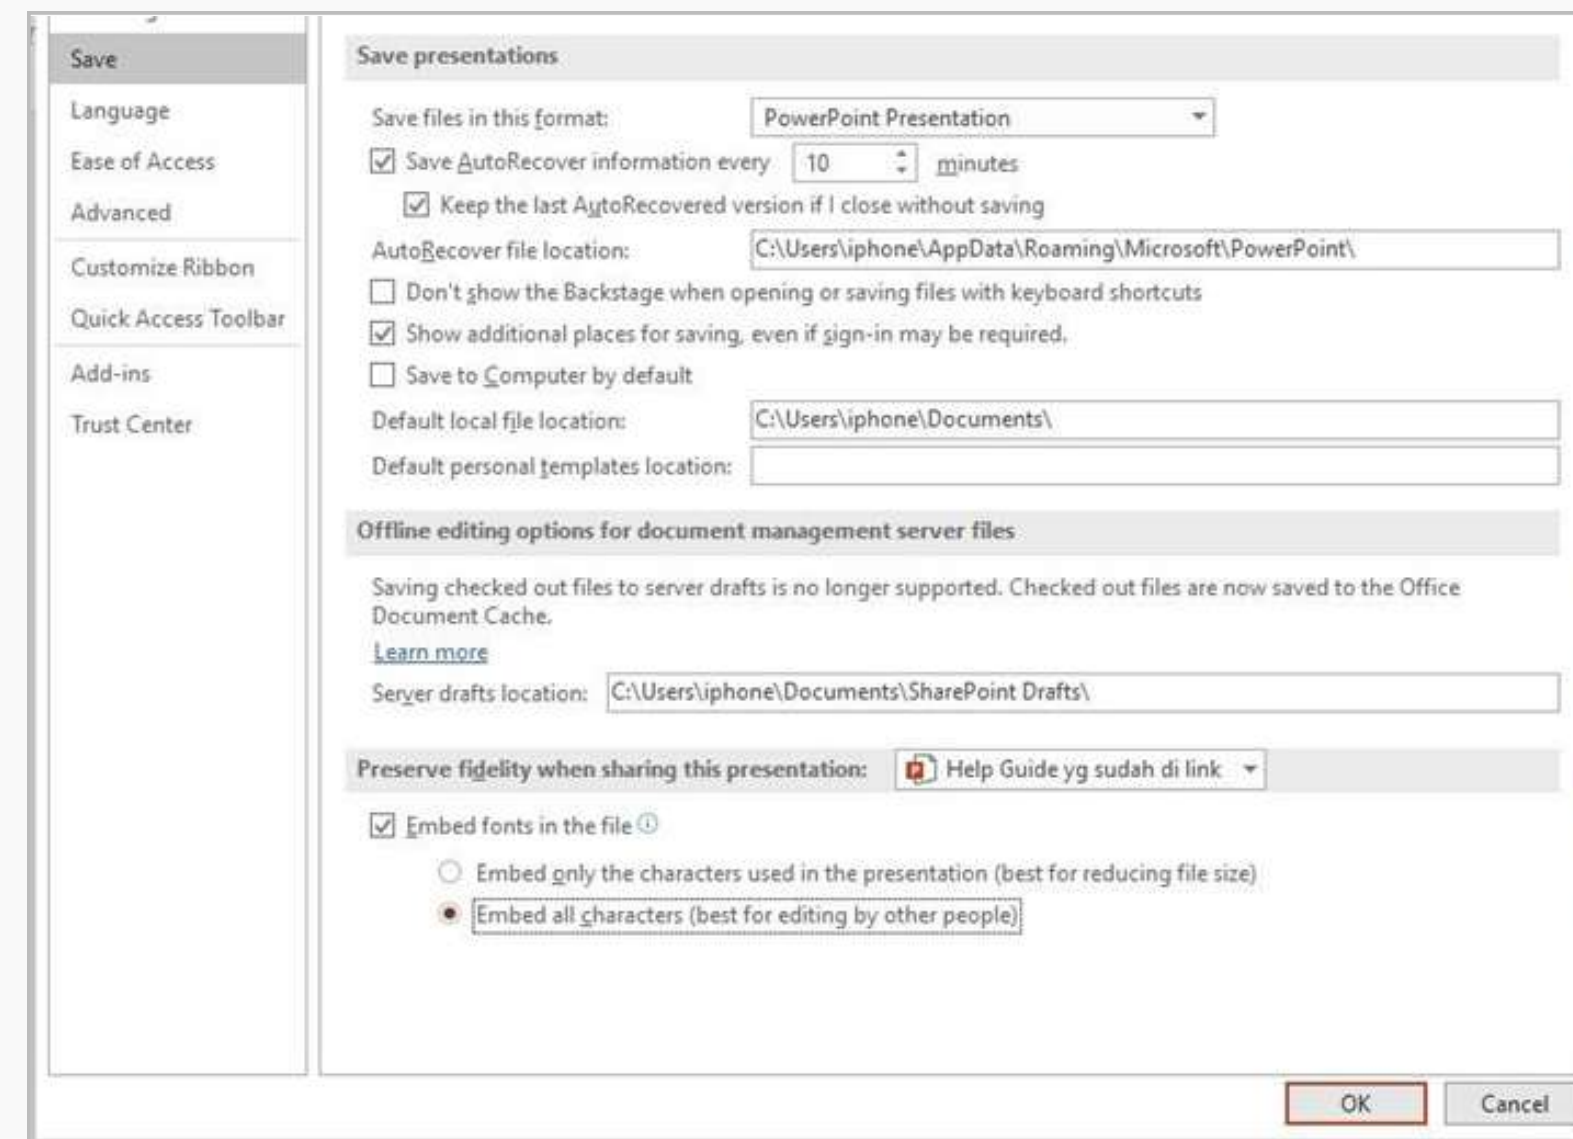 Save
Language
Ease of Access
Advanced
Customize Ribbon
Quick Access Toolbar
Add-ins
Trust Center
Save presentations
Save files in this format: PowerPoint Presentation
Save AutoRecover information every 10 minutes
Keep the last AutoRecovered version if I close without saving
AutoRecover file location: C:\Users\iphone\AppData\Roaming\Microsoft\PowerPoint\
Don't show the Backstage when opening or saving files with keyboard shortcuts
Show additional places for saving, even if sign-in may be required.
Save to Computer by default
Default local file location: C:\Users\iphone\Documents\
Default personal templates location:
Offline editing options for document management server files
Saving checked out files to server drafts is no longer supported. Checked out files are now saved to the Office
Document Cache.
Learn more
Server drafts location: C:\Users\iphone\Documents\SharePoint Drafts\
Preserve fidelity when sharing this presentation: Help Guide yg sudah di link
Embed fonts in the file
Embed only the characters used in the presentation (best for reducing file size)
Embed all characters (best for editing by other people)
OK Cancel